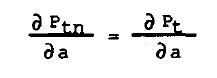 ∂ P_tn / ∂ a = ∂ P_t / ∂ a